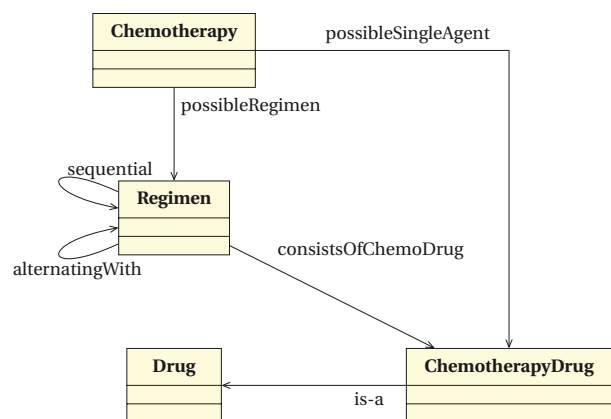 Chemotherapy
possibleSingleAgent
possibleRegimen
sequential
Regimen
alternatingWith
consistsOfChemoDrug
Drug
ChemotherapyDrug
is-a